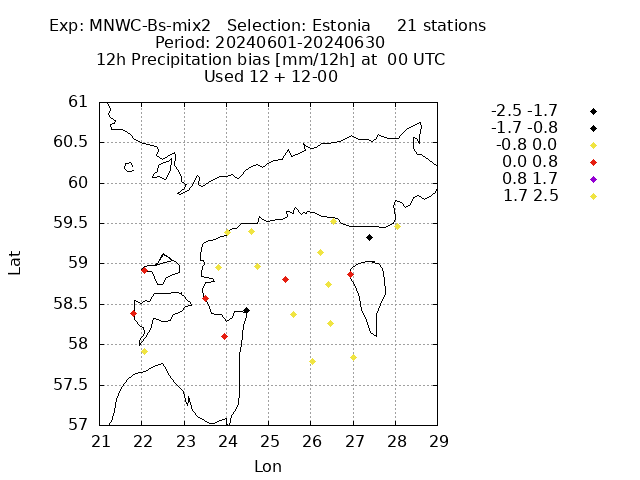 Exp: MNWC-Bs-mix2   Selection: Estonia     21 stations
Period: 20240601-20240630
12h Precipitation bias [mm/12h] at  00 UTC
Used 12 + 12-00
-2.5 -1.7
-1.7 -0.8
-0.8 0.0
0.0 0.8
0.8 1.7
1.7 2.5
61
60.5
60
59.5
59
58.5
58
57.5
57
21 22 23 24 25 26 27 28 29
Lat
Lon